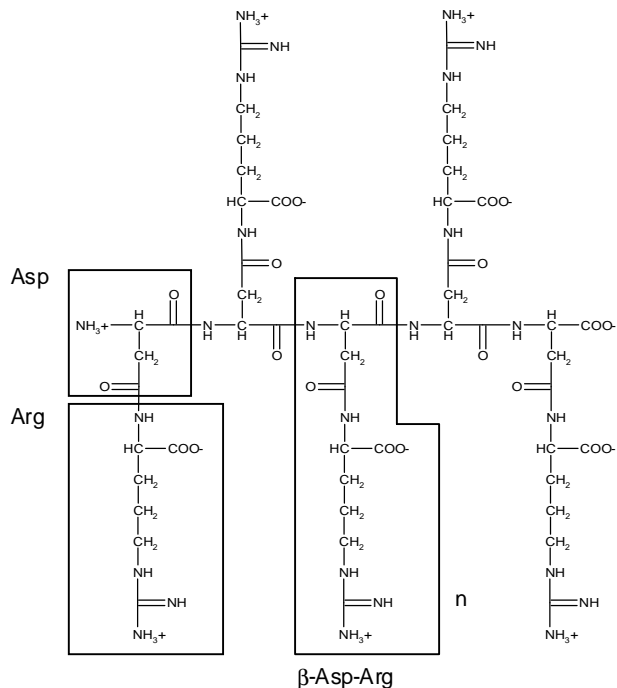 NH3+ NH3+
NH NH
NH NH
CH2 CH2
CH2 CH2
CH2 CH2
HC COO- HC COO-
NH NH
O O
Asp
O CH2 O CH2
H H H
NH3+ C N C N C N C N C COO-
H H H H H H
CH2 O CH2 O CH2
O O O
Arg NH NH NH
HC COO- HC COO- HC COO-
CH2 CH2 CH2
CH2 CH2 CH2
CH2 CH2 CH2
NH NH NH
NH NH n NH
NH3+ NH3+ NH3+
β-Asp-Arg